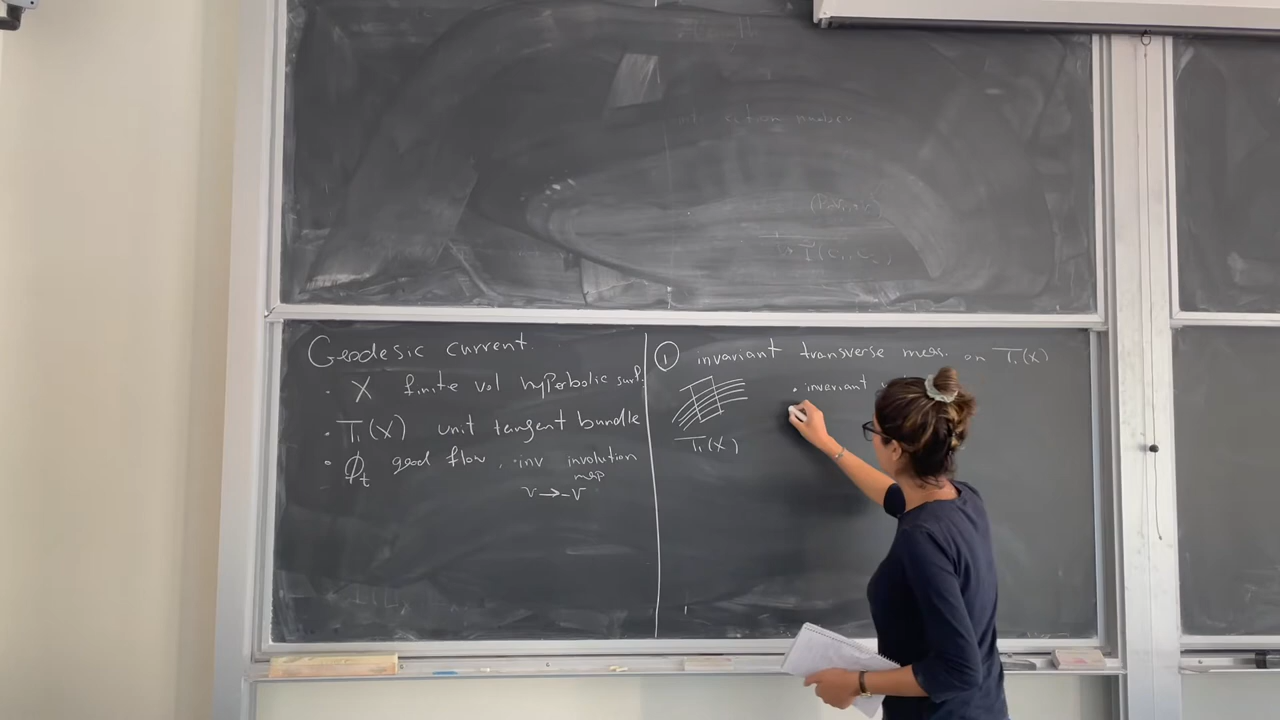 Geodesic current.
· X finite vol hyperbolic surf.
· T₁(X) unit tangent bundle
· ϕ_t geod flow, · inv involution map
v → -v
① invariant transverse meas. on T₁(X)
· invariant
T₁(X)